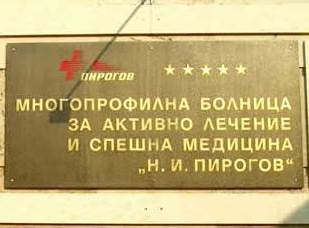 ПИРОГОВ
МНОГОПРОФИЛНА БОЛНИЦА
ЗА АКТИВНО ЛЕЧЕНИЕ
И СПЕШНА МЕДИЦИНА
„Н. И. ПИРОГОВ“